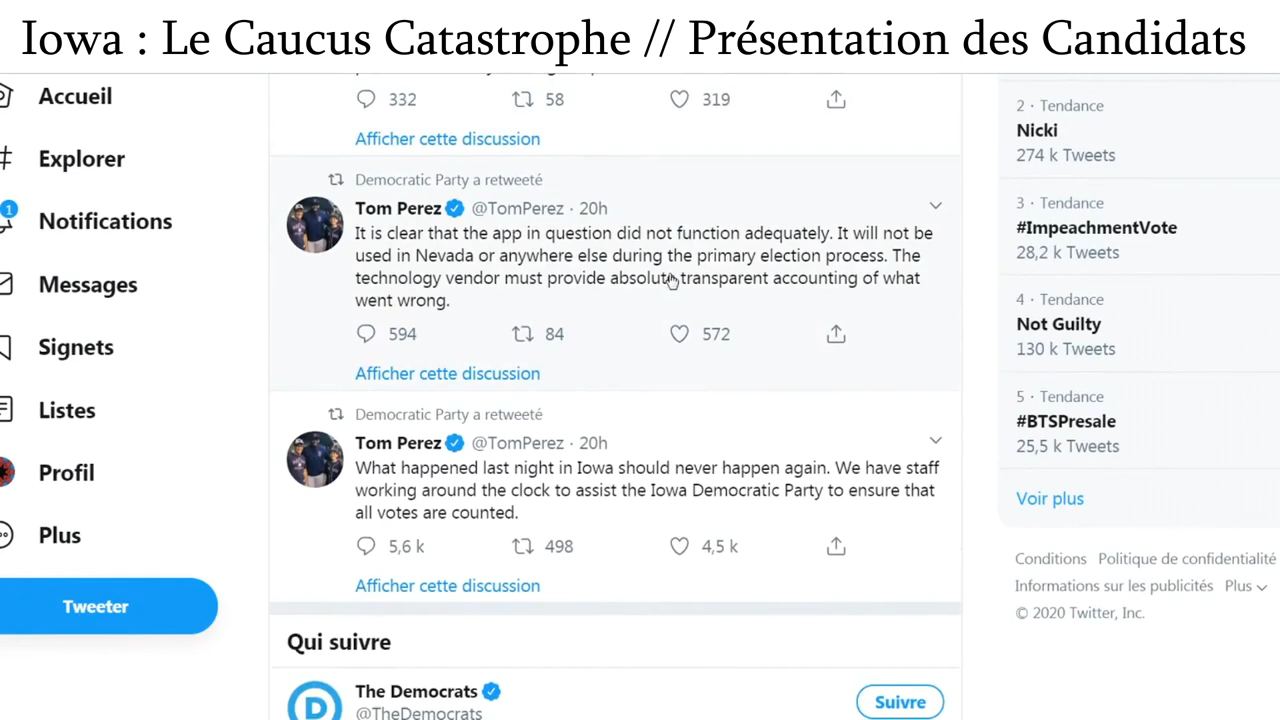 Iowa : Le Caucus Catastrophe // Présentation des Candidats
Accueil
Explorer
Notifications
1
Messages
Signets
Listes
Profil
Plus
Tweeter
332 58 319
Afficher cette discussion
Democratic Party a retweeté
Tom Perez @TomPerez · 20h
It is clear that the app in question did not function adequately. It will not be
used in Nevada or anywhere else during the primary election process. The
technology vendor must provide absolute transparent accounting of what
went wrong.
594 84 572
Afficher cette discussion
Democratic Party a retweeté
Tom Perez @TomPerez · 20h
What happened last night in Iowa should never happen again. We have staff
working around the clock to assist the Iowa Democratic Party to ensure that
all votes are counted.
5,6 k 498 4,5 k
Afficher cette discussion
Qui suivre
The Democrats
@TheDemocrats
Suivre
2 · Tendance
Nicki
274 k Tweets
3 · Tendance
#ImpeachmentVote
28,2 k Tweets
4 · Tendance
Not Guilty
130 k Tweets
5 · Tendance
#BTSPresale
25,5 k Tweets
Voir plus
Conditions Politique de confidentialité
Informations sur les publicités Plus
© 2020 Twitter, Inc.